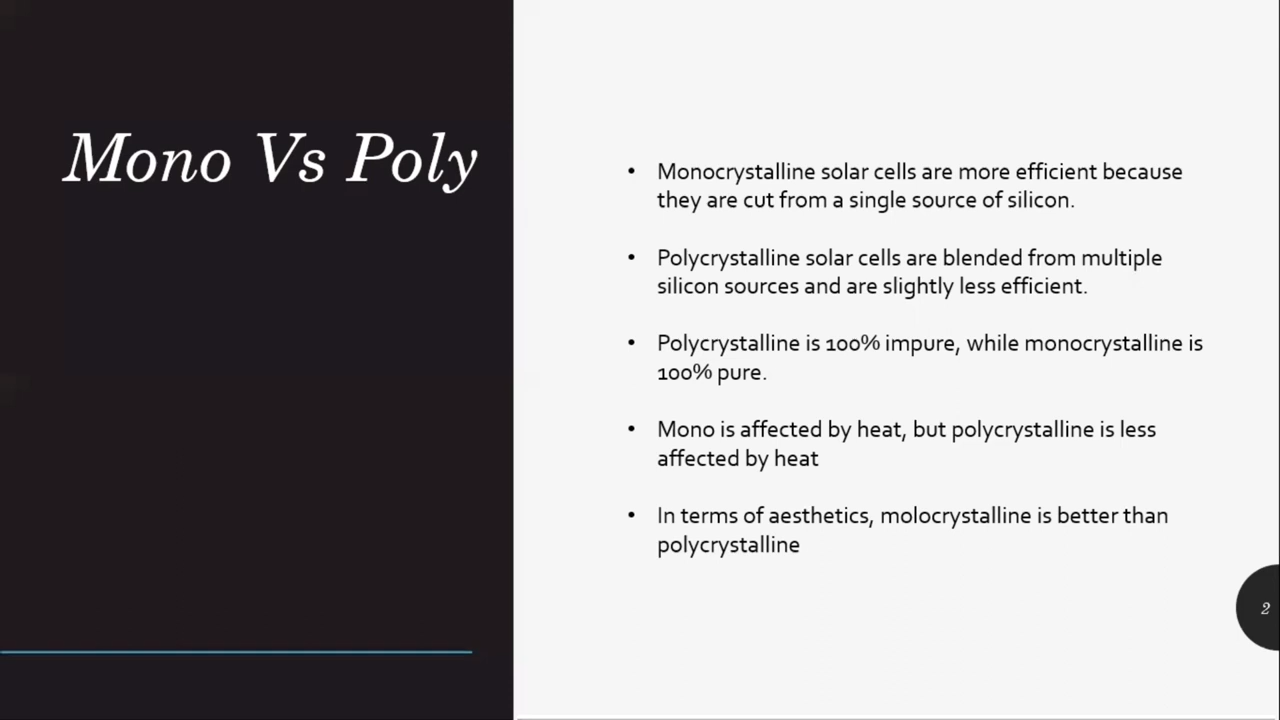 Mono Vs Poly
• Monocrystalline solar cells are more efficient because
they are cut from a single source of silicon.
• Polycrystalline solar cells are blended from multiple
silicon sources and are slightly less efficient.
• Polycrystalline is 100% impure, while monocrystalline is
100% pure.
• Mono is affected by heat, but polycrystalline is less
affected by heat
• In terms of aesthetics, molocrystalline is better than
polycrystalline
2